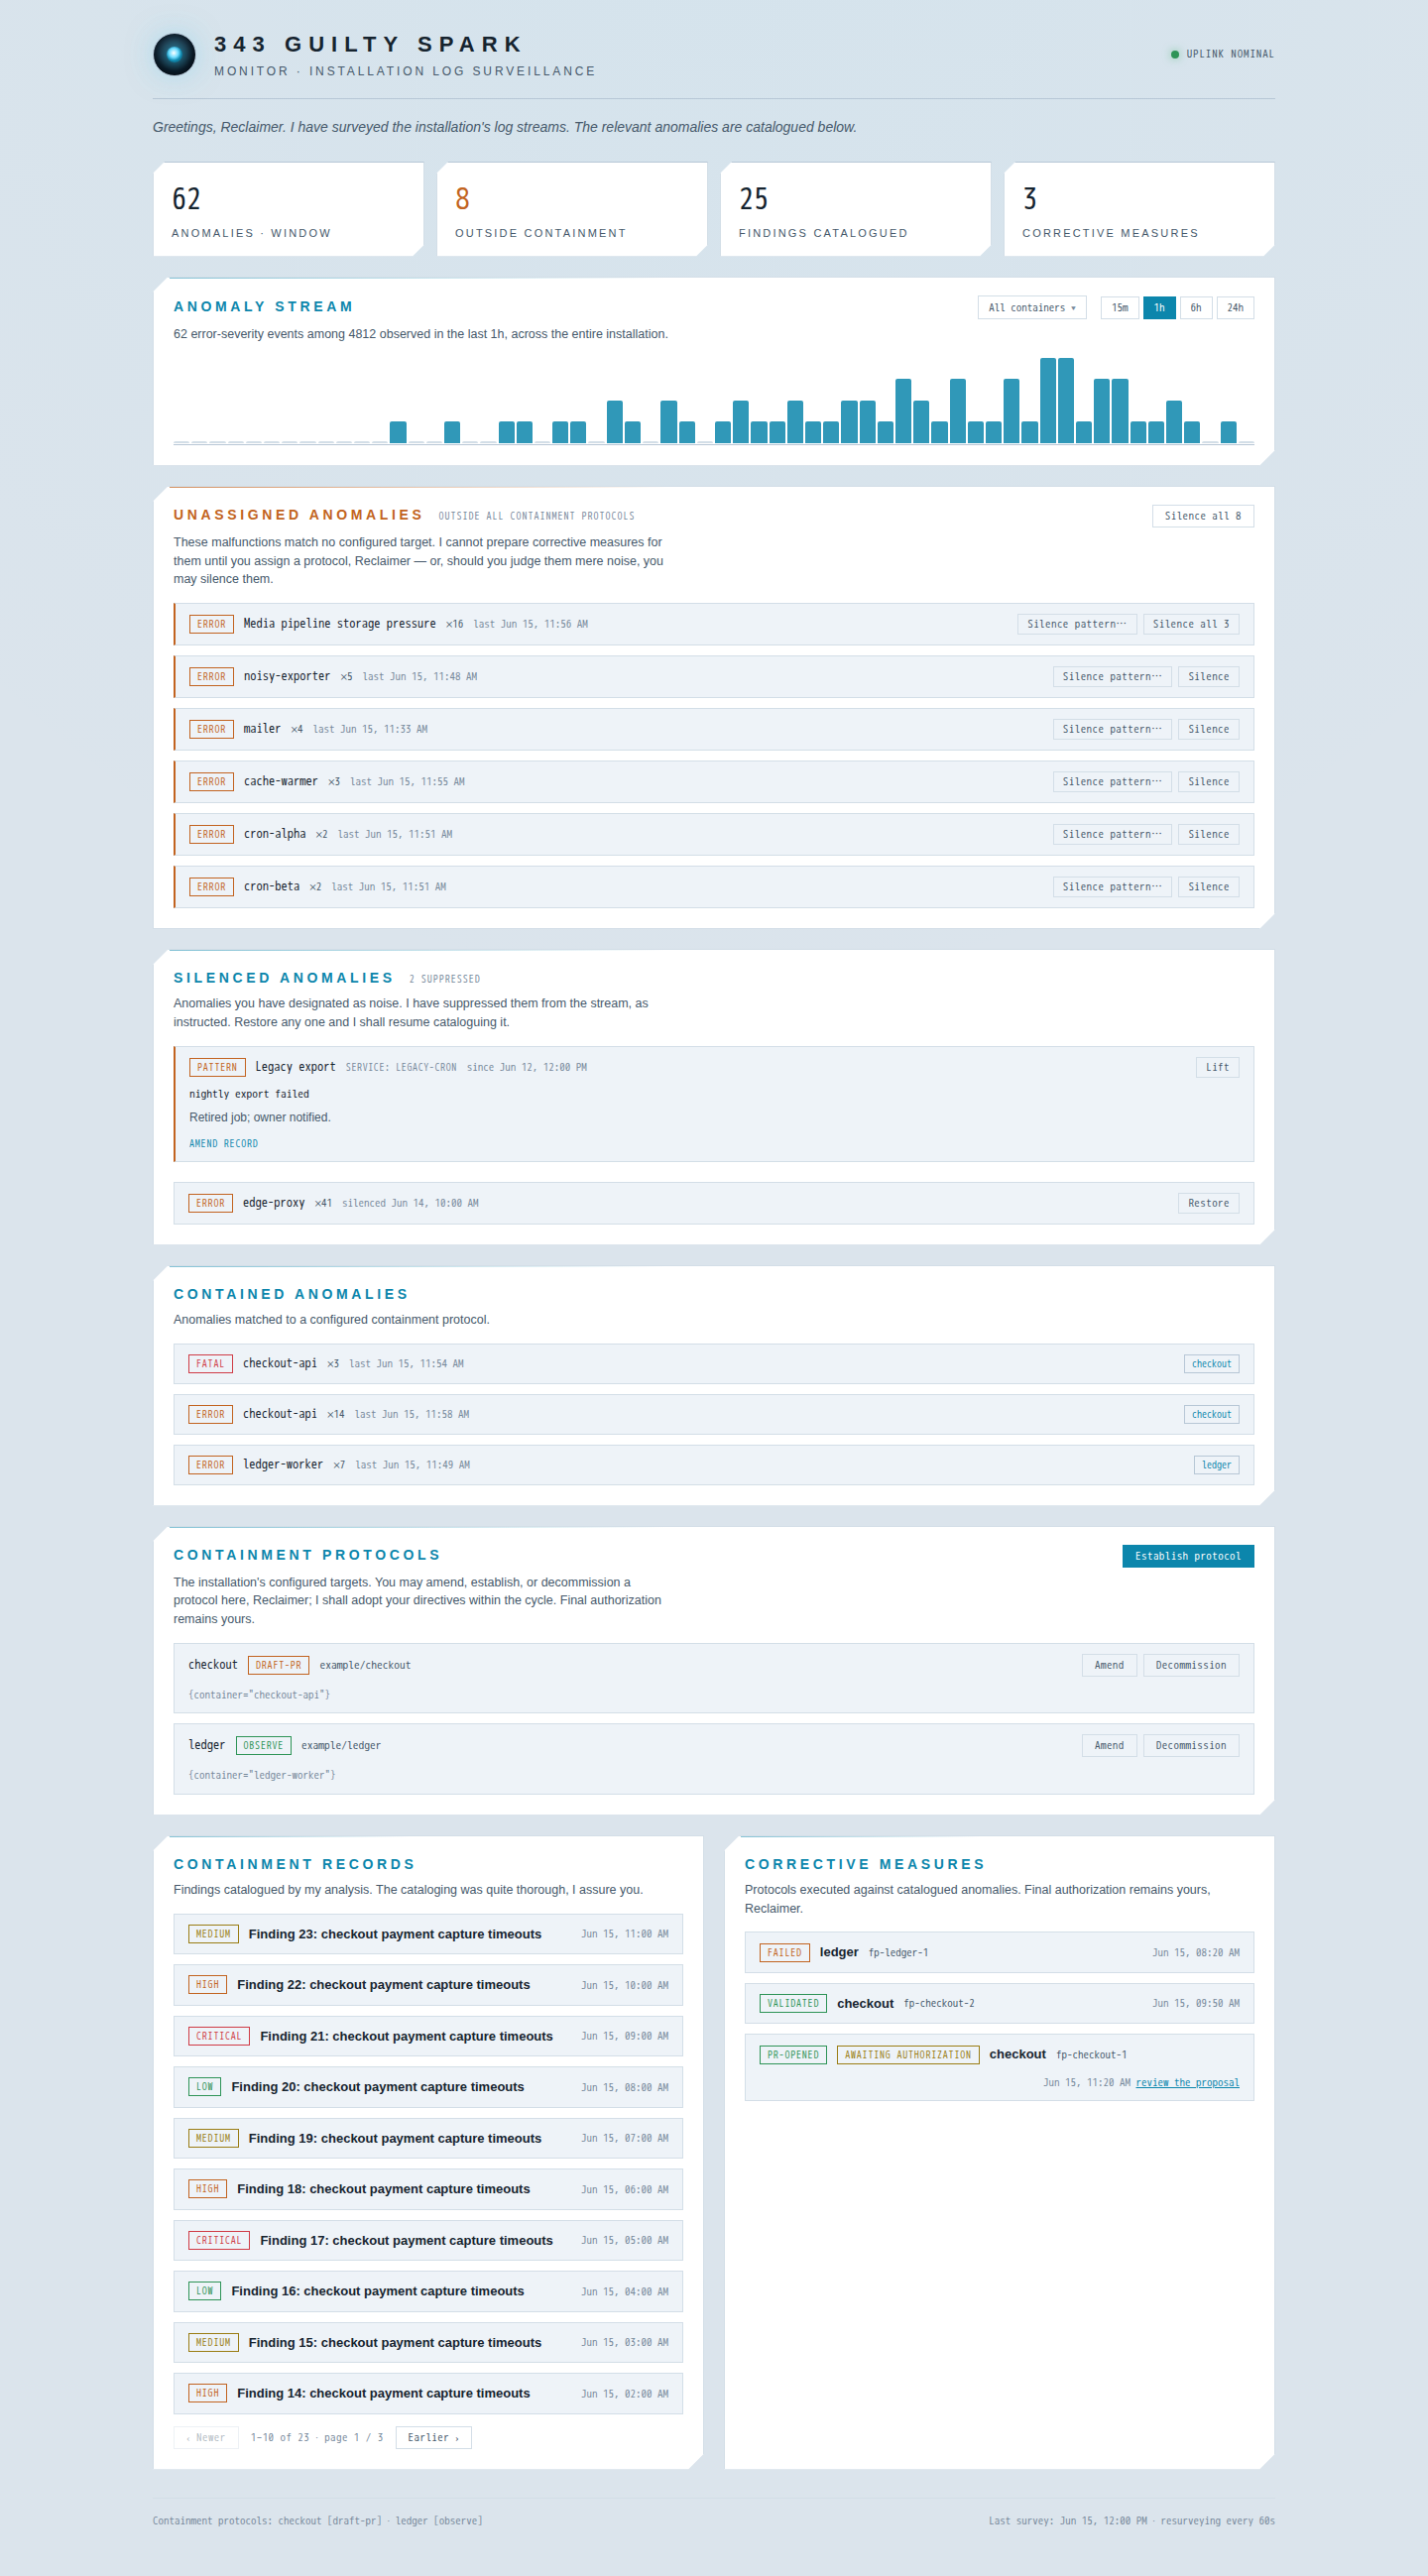 343 GUILTY SPARK
MONITOR · INSTALLATION LOG SURVEILLANCE
UPLINK NOMINAL
Greetings, Reclaimer. I have surveyed the installation's log streams. The relevant anomalies are catalogued below.
62
ANOMALIES · WINDOW
8
OUTSIDE CONTAINMENT
25
FINDINGS CATALOGUED
3
CORRECTIVE MEASURES
ANOMALY STREAM
All containers ▾ 15m 1h 6h 24h
62 error-severity events among 4812 observed in the last 1h, across the entire installation.
UNASSIGNED ANOMALIES OUTSIDE ALL CONTAINMENT PROTOCOLS
Silence all 8
These malfunctions match no configured target. I cannot prepare corrective measures for
them until you assign a protocol, Reclaimer — or, should you judge them mere noise, you
may silence them.
ERROR Media pipeline storage pressure ×16 last Jun 15, 11:56 AM Silence pattern… Silence all 3
ERROR noisy-exporter ×5 last Jun 15, 11:48 AM Silence pattern… Silence
ERROR mailer ×4 last Jun 15, 11:33 AM Silence pattern… Silence
ERROR cache-warmer ×3 last Jun 15, 11:55 AM Silence pattern… Silence
ERROR cron-alpha ×2 last Jun 15, 11:51 AM Silence pattern… Silence
ERROR cron-beta ×2 last Jun 15, 11:51 AM Silence pattern… Silence
SILENCED ANOMALIES 2 SUPPRESSED
Anomalies you have designated as noise. I have suppressed them from the stream, as
instructed. Restore any one and I shall resume cataloguing it.
PATTERN Legacy export SERVICE: LEGACY-CRON since Jun 12, 12:00 PM Lift
nightly export failed
Retired job; owner notified.
AMEND RECORD
ERROR edge-proxy ×41 silenced Jun 14, 10:00 AM Restore
CONTAINED ANOMALIES
Anomalies matched to a configured containment protocol.
FATAL checkout-api ×3 last Jun 15, 11:54 AM checkout
ERROR checkout-api ×14 last Jun 15, 11:58 AM checkout
ERROR ledger-worker ×7 last Jun 15, 11:49 AM ledger
CONTAINMENT PROTOCOLS
Establish protocol
The installation's configured targets. You may amend, establish, or decommission a
protocol here, Reclaimer; I shall adopt your directives within the cycle. Final authorization
remains yours.
checkout DRAFT-PR example/checkout Amend Decommission
{container="checkout-api"}
ledger OBSERVE example/ledger Amend Decommission
{container="ledger-worker"}
CONTAINMENT RECORDS
Findings catalogued by my analysis. The cataloging was quite thorough, I assure you.
MEDIUM Finding 23: checkout payment capture timeouts Jun 15, 11:00 AM
HIGH Finding 22: checkout payment capture timeouts Jun 15, 10:00 AM
CRITICAL Finding 21: checkout payment capture timeouts Jun 15, 09:00 AM
LOW Finding 20: checkout payment capture timeouts Jun 15, 08:00 AM
MEDIUM Finding 19: checkout payment capture timeouts Jun 15, 07:00 AM
HIGH Finding 18: checkout payment capture timeouts Jun 15, 06:00 AM
CRITICAL Finding 17: checkout payment capture timeouts Jun 15, 05:00 AM
LOW Finding 16: checkout payment capture timeouts Jun 15, 04:00 AM
MEDIUM Finding 15: checkout payment capture timeouts Jun 15, 03:00 AM
HIGH Finding 14: checkout payment capture timeouts Jun 15, 02:00 AM
‹ Newer 1-10 of 23 · page 1 / 3 Earlier ›
CORRECTIVE MEASURES
Protocols executed against catalogued anomalies. Final authorization remains yours,
Reclaimer.
FAILED ledger fp-ledger-1 Jun 15, 08:20 AM
VALIDATED checkout fp-checkout-2 Jun 15, 09:50 AM
PR-OPENED AWAITING AUTHORIZATION checkout fp-checkout-1
Jun 15, 11:20 AM review the proposal
Containment protocols: checkout [draft-pr] · ledger [observe]
Last survey: Jun 15, 12:00 PM · resurveying every 60s